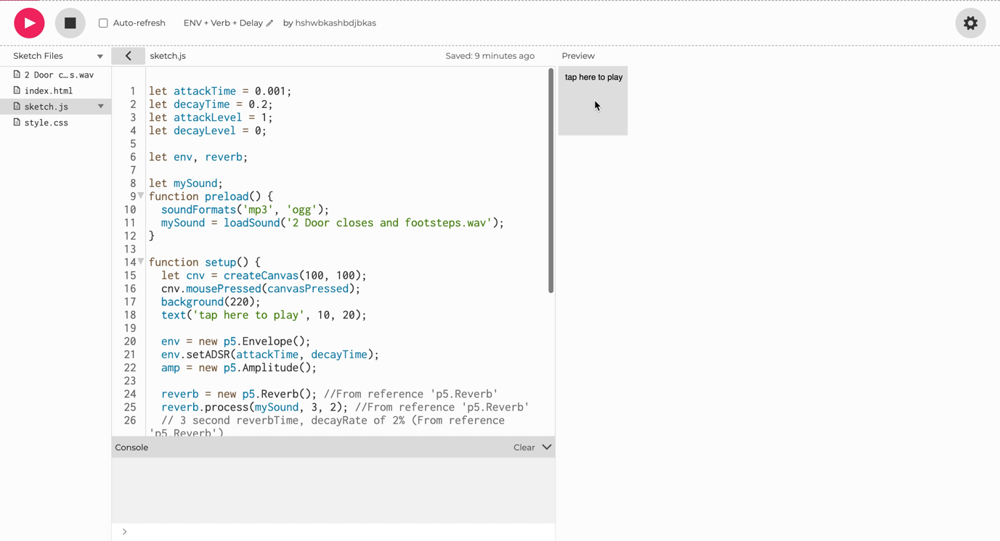 Auto-refresh ENV + Verb + Delay by hshwbkashbdjbkas
Sketch Files
2 Door c…s.wav
index.html
sketch.js
style.css
sketch.js Saved: 9 minutes ago
1 let attackTime = 0.001;
2 let decayTime = 0.2;
3 let attackLevel = 1;
4 let decayLevel = 0;
5
6 let env, reverb;
7
8 let mySound;
9 function preload() {
10 soundFormats('mp3', 'ogg');
11 mySound = loadSound('2 Door closes and footsteps.wav');
12 }
13
14 function setup() {
15 let cnv = createCanvas(100, 100);
16 cnv.mousePressed(canvasPressed);
17 background(220);
18 text('tap here to play', 10, 20);
19
20 env = new p5.Envelope();
21 env.setADSR(attackTime, decayTime);
22 amp = new p5.Amplitude();
23
24 reverb = new p5.Reverb(); //From reference 'p5.Reverb'
25 reverb.process(mySound, 3, 2); //From reference 'p5.Reverb'
26 // 3 second reverbTime, decayRate of 2% (From reference
'p5.Reverb')
Console Clear
>
Preview
tap here to play